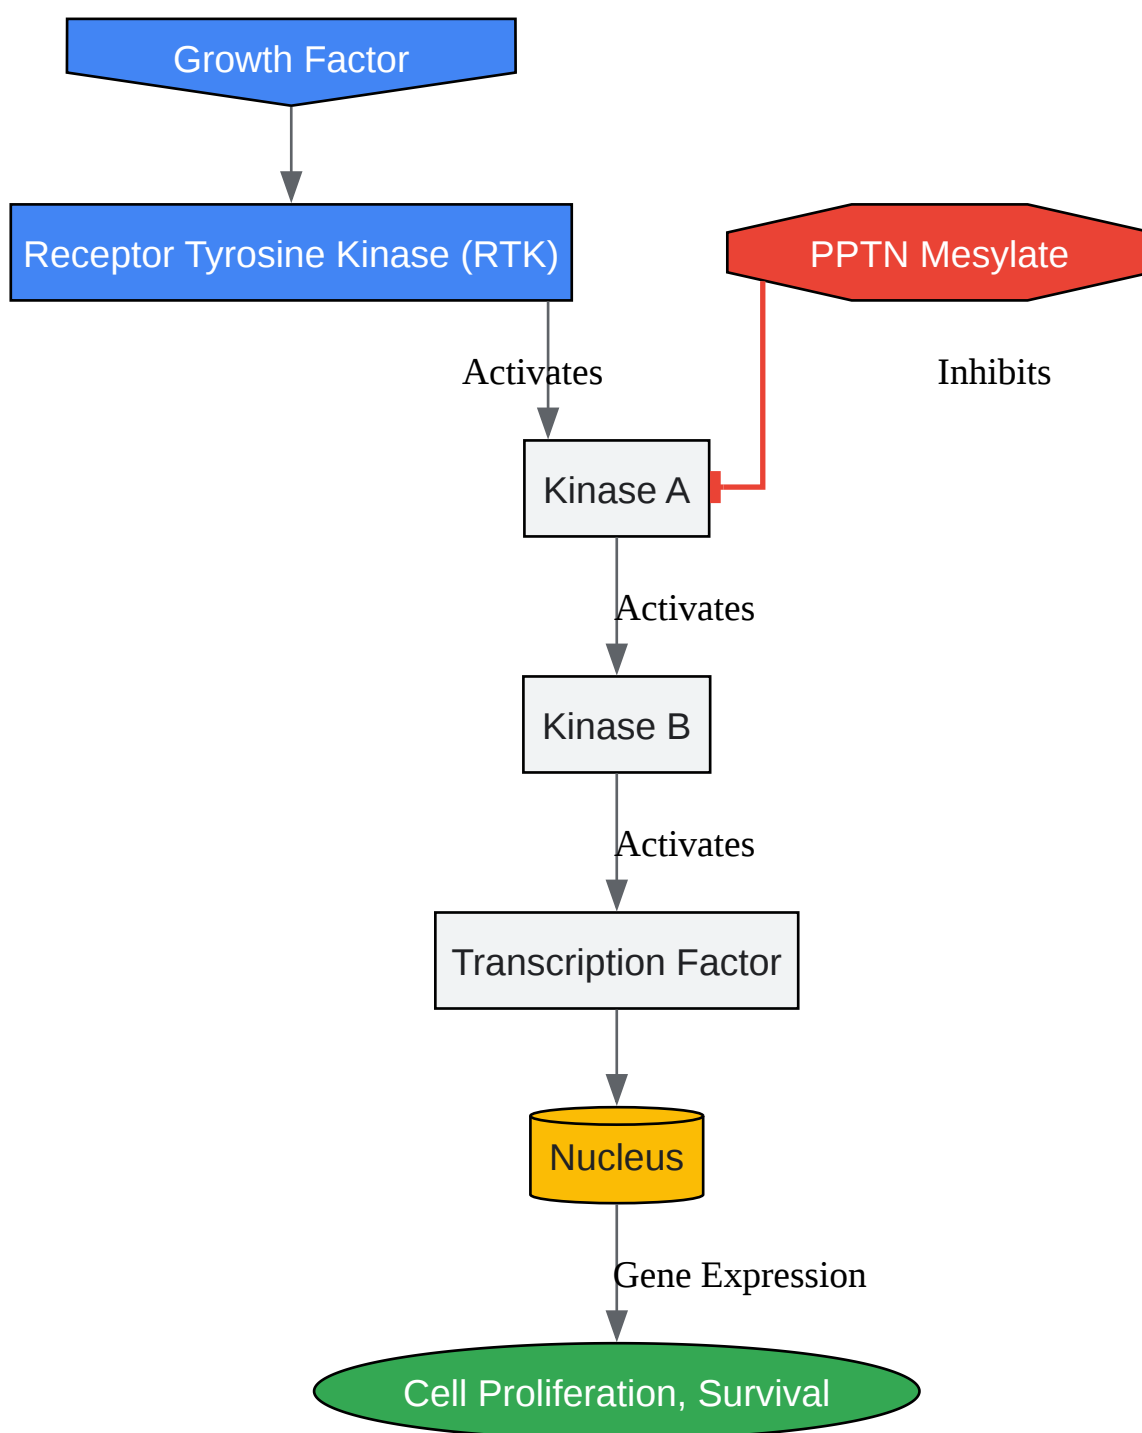 Growth Factor
Receptor Tyrosine Kinase (RTK)
PPTN Mesylate
Activates
Inhibits
Kinase A
Activates
Kinase B
Activates
Transcription Factor
Nucleus
Gene Expression
Cell Proliferation, Survival